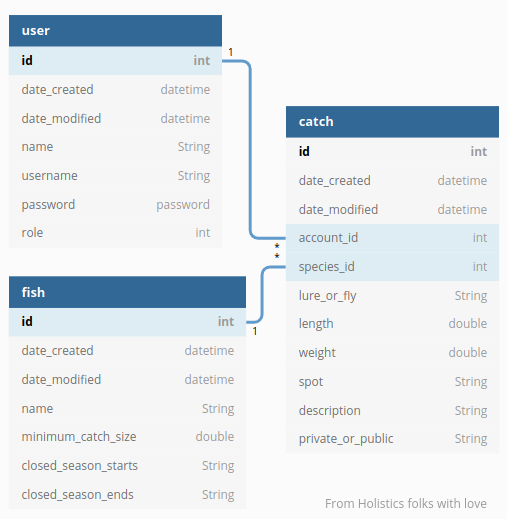 user
id int
date_created datetime
date_modified datetime
name String
username String
password password
role int
1
fish
id int
date_created datetime
date_modified datetime
name String
minimum_catch_size double
closed_season_starts String
closed_season_ends String
1
catch
id int
date_created datetime
date_modified datetime
* account_id int
* species_id int
lure_or_fly String
length double
weight double
spot String
description String
private_or_public String
From Holistics folks with love